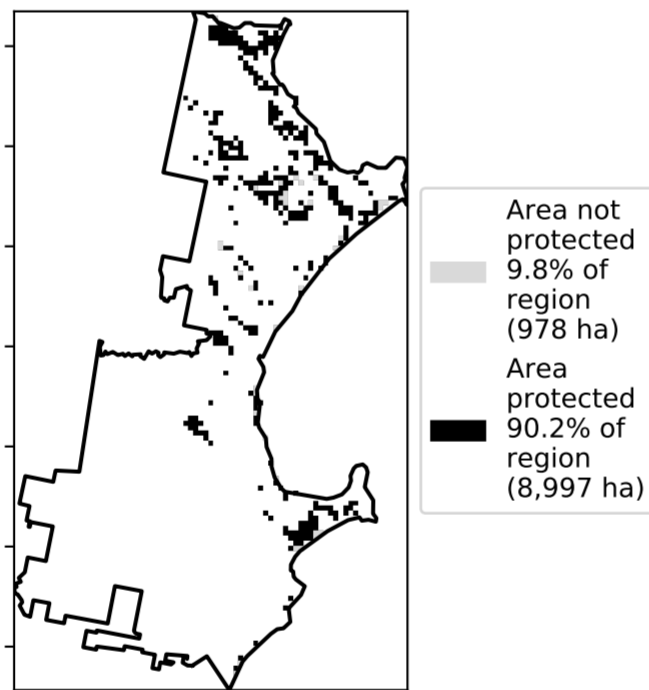 Area not
protected
9.8% of
region
(978 ha)
Area
protected
90.2% of
region
(8,997 ha)